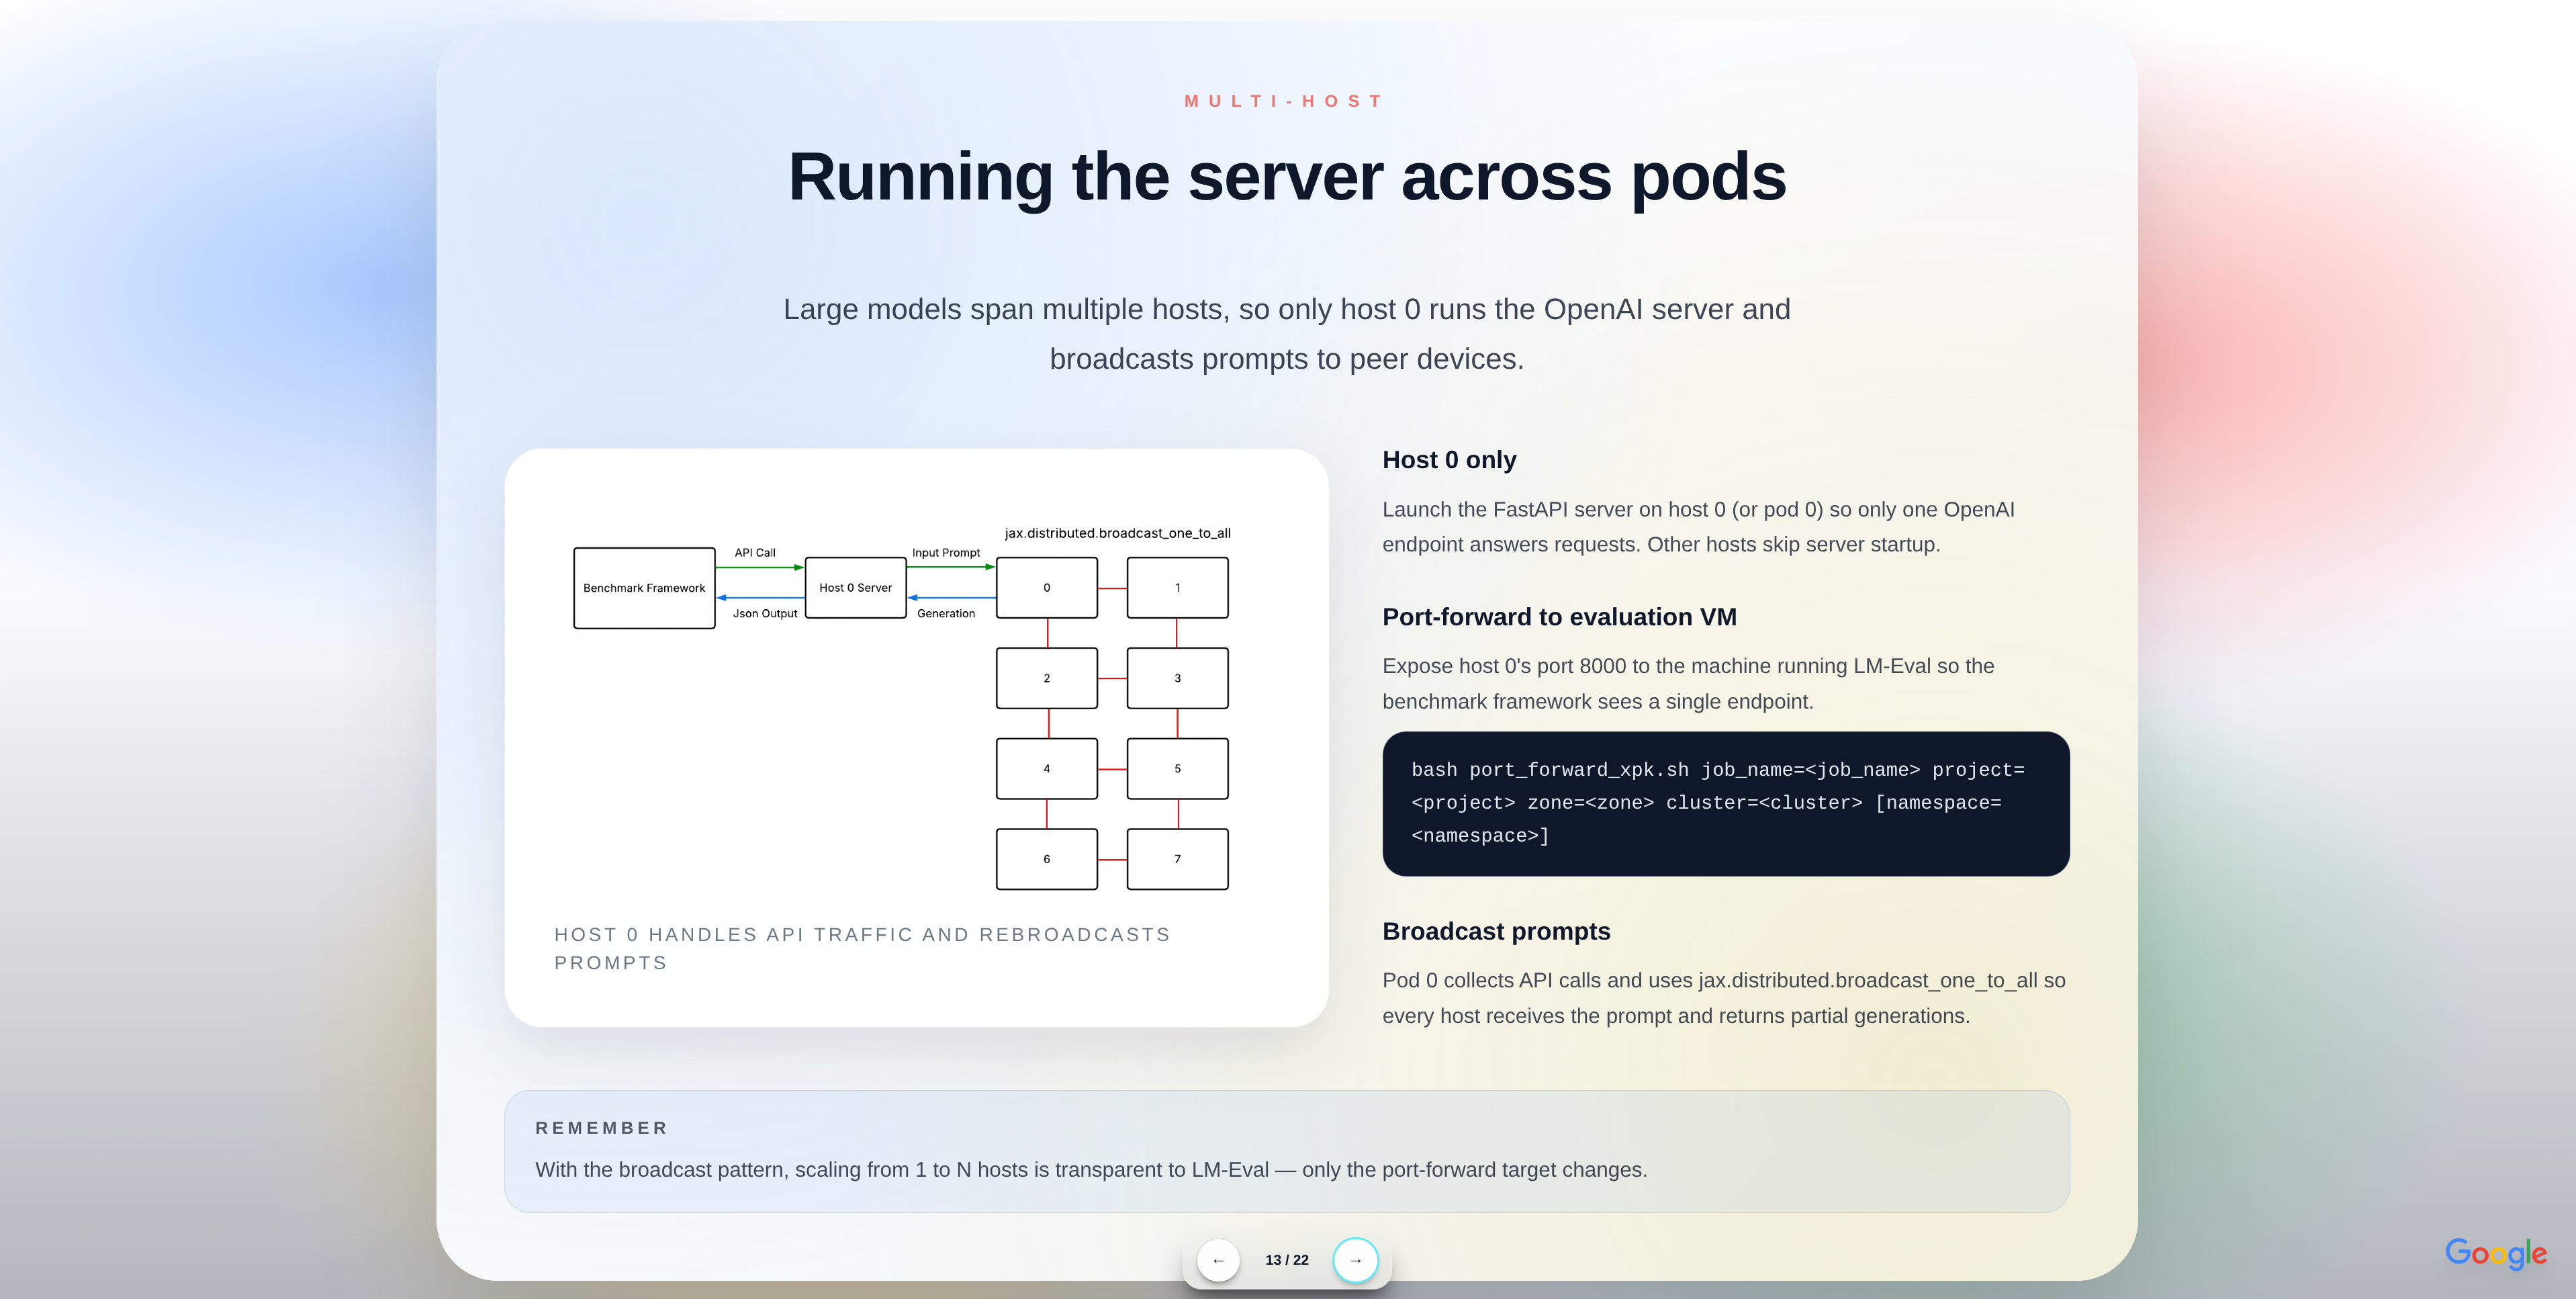 MULTI-HOST
Running the server across pods
Large models span multiple hosts, so only host 0 runs the OpenAI server and
broadcasts prompts to peer devices.
jax.distributed.broadcast_one_to_all
API Call
Input Prompt
Benchmark Framework
Host 0 Server
0
1
Json Output
Generation
2
3
4
5
6
7
HOST 0 HANDLES API TRAFFIC AND REBROADCASTS
PROMPTS
Host 0 only
Launch the FastAPI server on host 0 (or pod 0) so only one OpenAI
endpoint answers requests. Other hosts skip server startup.
Port-forward to evaluation VM
Expose host 0's port 8000 to the machine running LM-Eval so the
benchmark framework sees a single endpoint.
bash port_forward_xpk.sh job_name=<job_name> project=
<project> zone=<zone> cluster=<cluster> [namespace=
<namespace>]
Broadcast prompts
Pod 0 collects API calls and uses jax.distributed.broadcast_one_to_all so
every host receives the prompt and returns partial generations.
REMEMBER
With the broadcast pattern, scaling from 1 to N hosts is transparent to LM-Eval — only the port-forward target changes.
← 13 / 22 →
Google